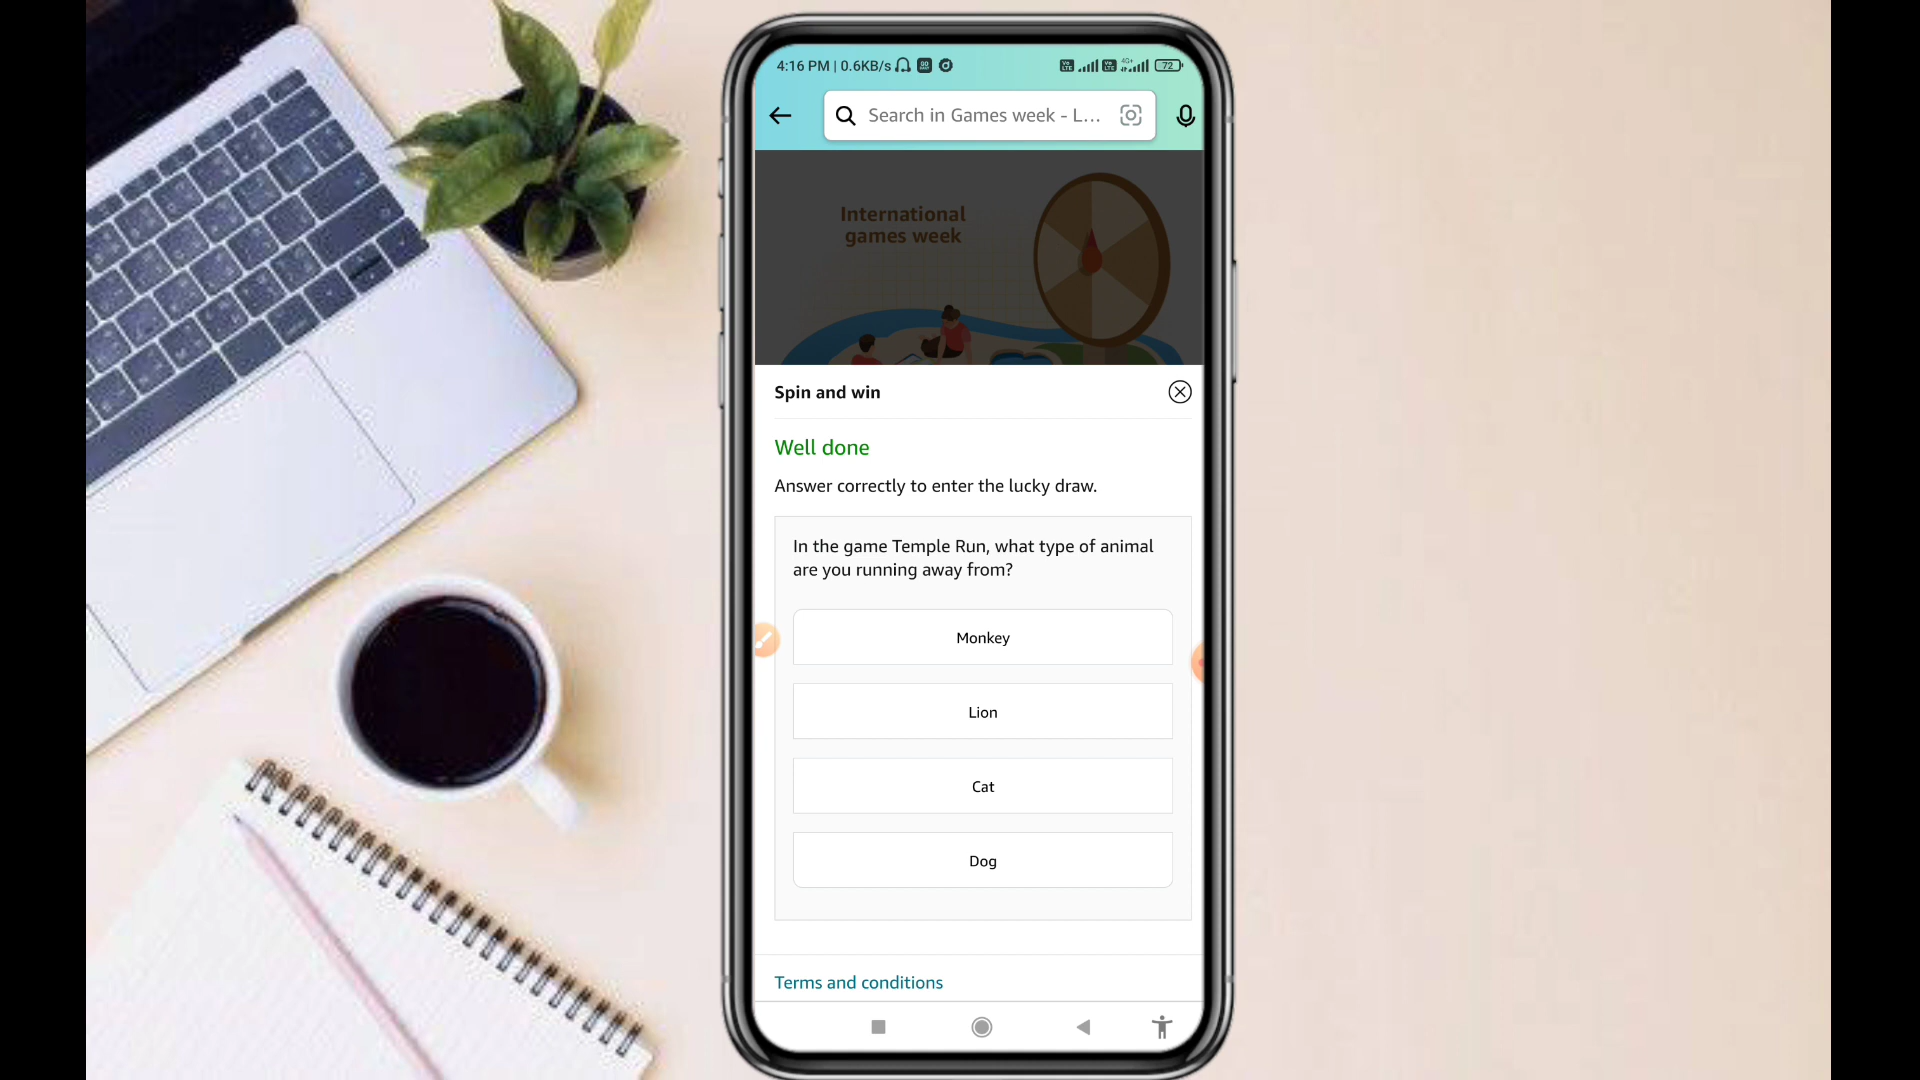 4:16 PM | 0.6KB/s
72
Search in Games week - L...
International
games week
Spin and win
Well done
Answer correctly to enter the lucky draw.
In the game Temple Run, what type of animal
are you running away from?
Monkey
Lion
Cat
Dog
Terms and conditions